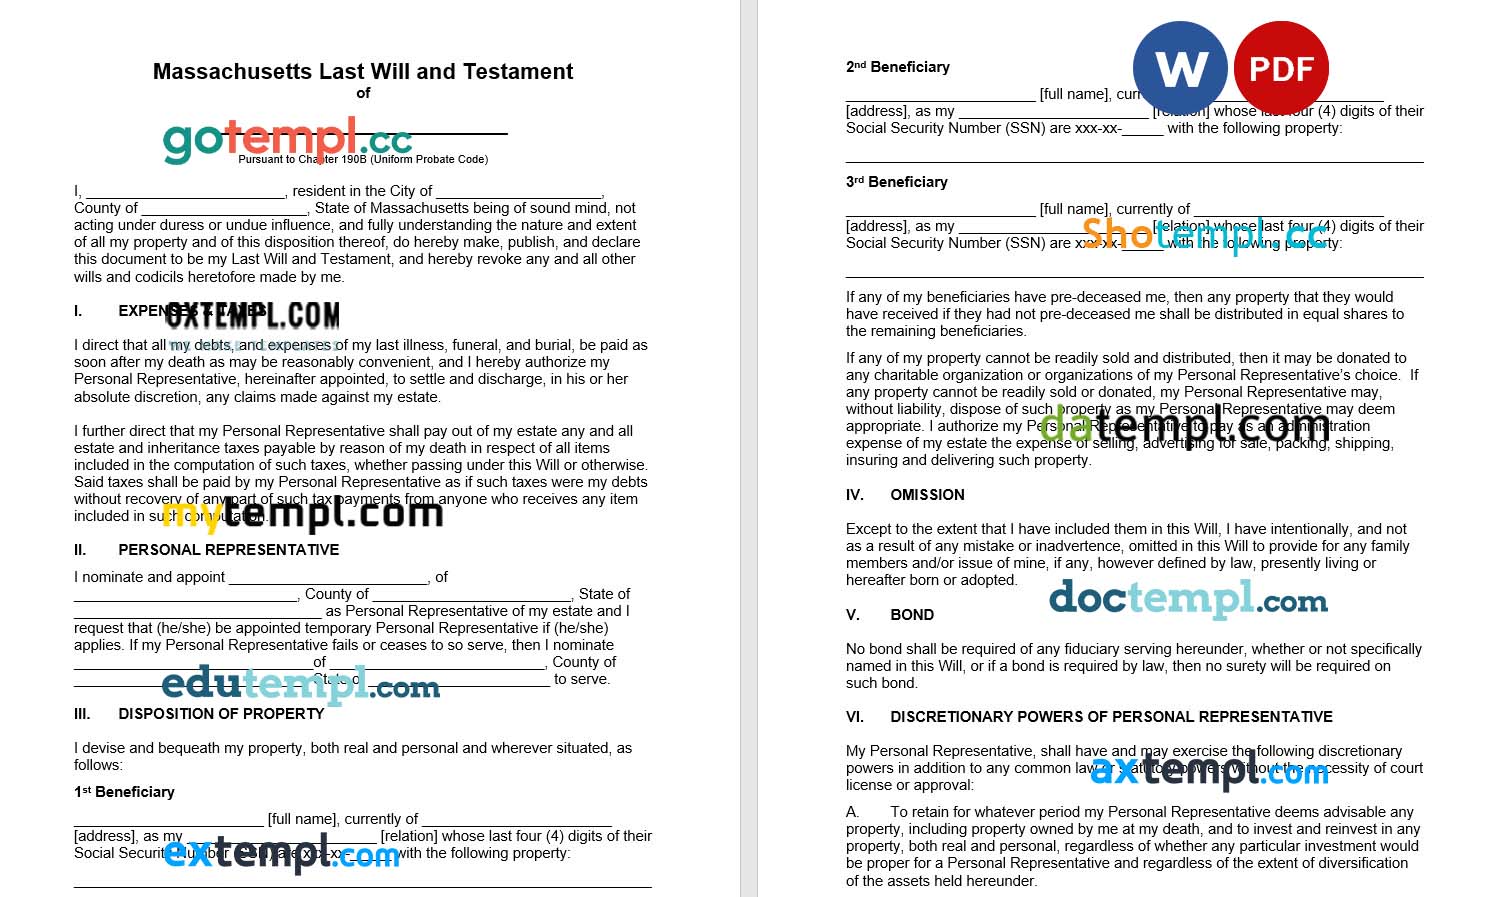 Massachusetts Last Will and Testament
of
gotempl.cc
Pursuant to Chapter 190B (Uniform Probate Code)
I, ________________________, resident in the City of ____________________,
County of ____________________, State of Massachusetts being of sound mind, not
acting under duress or undue influence, and fully understanding the nature and extent
of all my property and of this disposition thereof, do hereby make, publish, and declare
this document to be my Last Will and Testament, and hereby revoke any and all other
wills and codicils heretofore made by me.
I. EXPENSES & TAXES
OXTEMPL.COM
WE MAKE TEMPLATES
I direct that all my debts, and expenses of my last illness, funeral, and burial, be paid as
soon after my death as may be reasonably convenient, and I hereby authorize my
Personal Representative, hereinafter appointed, to settle and discharge, in his or her
absolute discretion, any claims made against my estate.
I further direct that my Personal Representative shall pay out of my estate any and all
estate and inheritance taxes payable by reason of my death in respect of all items
included in the computation of such taxes, whether passing under this Will or otherwise.
Said taxes shall be paid by my Personal Representative as if such taxes were my debts
without recovery of any part of such tax payments from anyone who receives any item
included in such computation.
mytempl.com
II. PERSONAL REPRESENTATIVE
I nominate and appoint ________________________, of
___________________________, County of ________________________, State of
______________________________ as Personal Representative of my estate and I
request that (he/she) be appointed temporary Personal Representative if (he/she)
applies. If my Personal Representative fails or ceases to so serve, then I nominate
_____________________________of __________________________, County of
____________________________ State of ______________________ to serve.
edutempl.com
III. DISPOSITION OF PROPERTY
I devise and bequeath my property, both real and personal and wherever situated, as
follows:
1st Beneficiary
_______________________ [full name], currently of _______________________
[address], as my _______________________ [relation] whose last four (4) digits of their
Social Security Number (SSN) are xxx-xx-_____ with the following property:
extempl.com
2nd Beneficiary
W PDF
_______________________ [full name], currently of _______________________
[address], as my _______________________ [relation] whose last four (4) digits of their
Social Security Number (SSN) are xxx-xx-_____ with the following property:
3rd Beneficiary
_______________________ [full name], currently of _______________________
[address], as my _______________________ [relation] whose last four (4) digits of their
Social Security Number (SSN) are xxx-xx-_____ with the following property:
Shotempl.cc
If any of my beneficiaries have pre-deceased me, then any property that they would
have received if they had not pre-deceased me shall be distributed in equal shares to
the remaining beneficiaries.
If any of my property cannot be readily sold and distributed, then it may be donated to
any charitable organization or organizations of my Personal Representative's choice. If
any property cannot be readily sold or donated, my Personal Representative may,
without liability, dispose of such property as my Personal Representative may deem
appropriate. I authorize my Personal Representative to pay as an administration
expense of my estate the expense of selling, advertising for sale, packing, shipping,
insuring and delivering such property.
datempl.com
IV. OMISSION
Except to the extent that I have included them in this Will, I have intentionally, and not
as a result of any mistake or inadvertence, omitted in this Will to provide for any family
members and/or issue of mine, if any, however defined by law, presently living or
hereafter born or adopted.
doctempl.com
V. BOND
No bond shall be required of any fiduciary serving hereunder, whether or not specifically
named in this Will, or if a bond is required by law, then no surety will be required on
such bond.
VI. DISCRETIONARY POWERS OF PERSONAL REPRESENTATIVE
My Personal Representative, shall have and may exercise the following discretionary
powers in addition to any common law or statutory powers without the necessity of court
license or approval:
axtempl.com
A. To retain for whatever period my Personal Representative deems advisable any
property, including property owned by me at my death, and to invest and reinvest in any
property, both real and personal, regardless of whether any particular investment would
be proper for a Personal Representative and regardless of the extent of diversification
of the assets held hereunder.